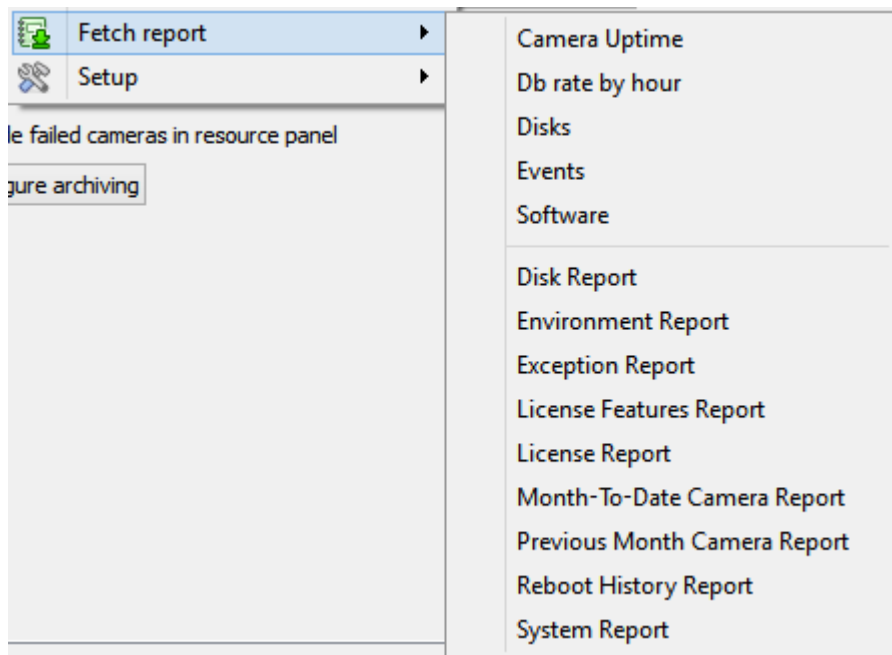 Fetch report
Setup
le failed cameras in resource panel
gure archiving
Camera Uptime
Db rate by hour
Disks
Events
Software
Disk Report
Environment Report
Exception Report
License Features Report
License Report
Month-To-Date Camera Report
Previous Month Camera Report
Reboot History Report
System Report